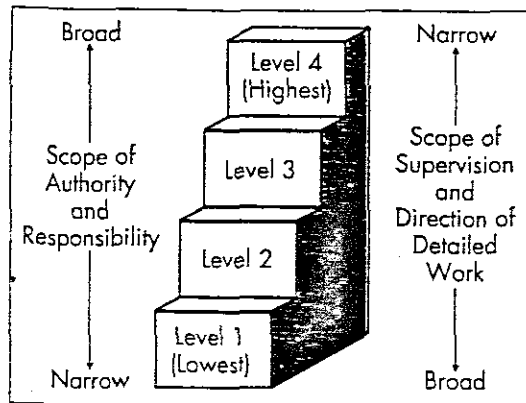 Broad
Scope of
Authority
and
Responsibility
Narrow
Level 4
(Highest)
Level 3
Level 2
Level 1
(Lowest)
Narrow
Scope of
Supervision
and
Direction of
Detailed
Work
Broad